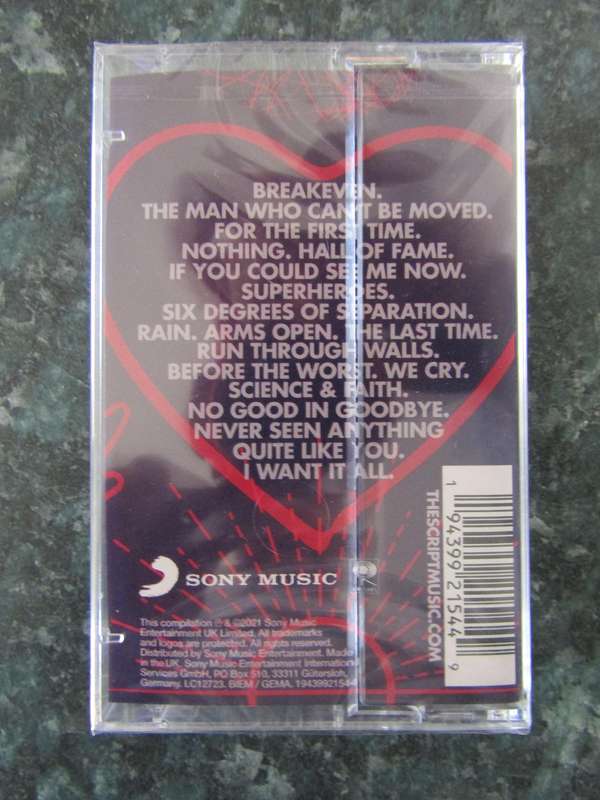 BREAKEVEN.
THE MAN WHO CAN'T BE MOVED.
FOR THE FIRST TIME.
NOTHING. HALL OF FAME.
IF YOU COULD SEE ME NOW.
SUPERHEROES.
SIX DEGREES OF SEPARATION.
RAIN. ARMS OPEN. THE LAST TIME.
RUN THROUGH WALLS.
BEFORE THE WORST. WE CRY.
SCIENCE & FAITH.
NO GOOD IN GOODBYE.
NEVER SEEN ANYTHING
QUITE LIKE YOU.
I WANT IT ALL.
THESCRIPTMUSIC.COM
1 94399 21544 9
SONY MUSIC
This compilation ℗ & ©2021 Sony Music
Entertainment UK Limited. All trademarks
and logos are protected. All rights reserved.
Distributed by Sony Music Entertainment. Made
in the UK. Sony Music Entertainment International
Services GmbH, PO Box 510, 33311 Gütersloh,
Germany. LC12723. BIEM / GEMA. 1943992154